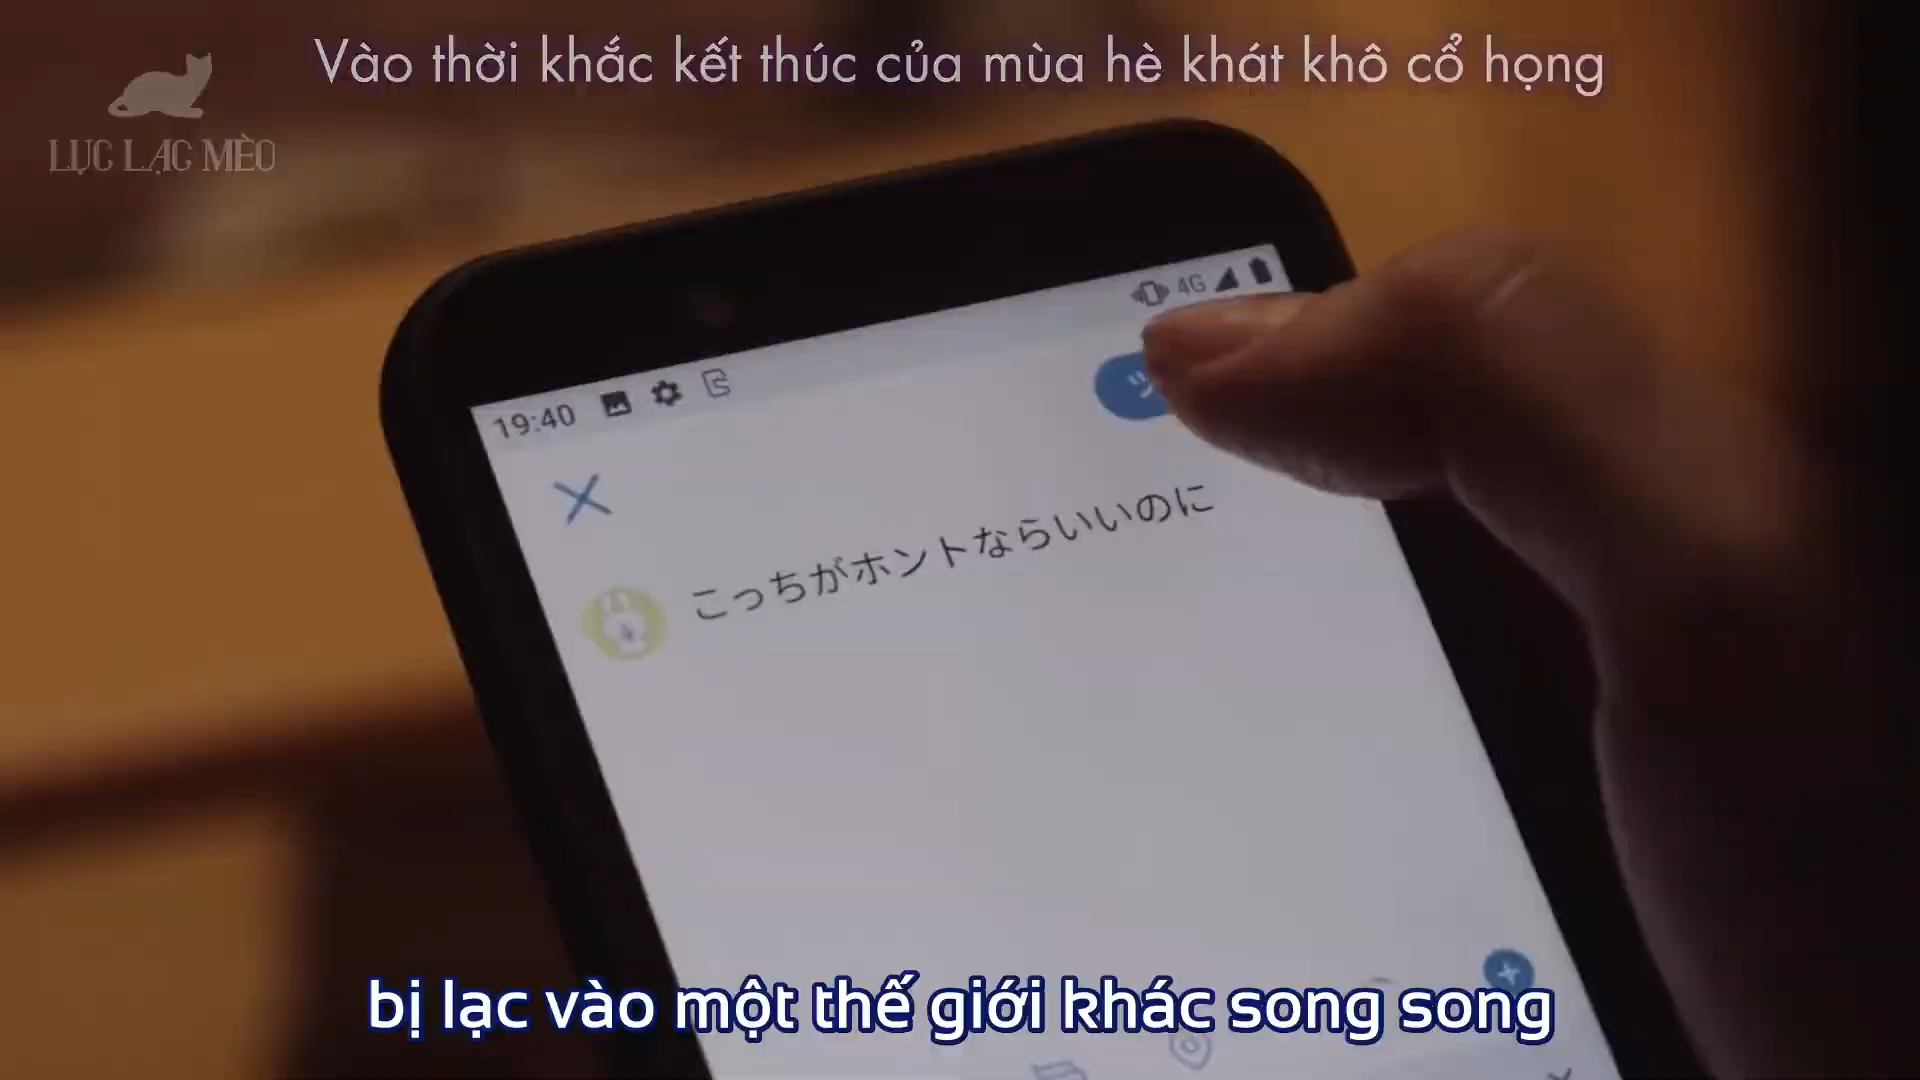 Vào thời khắc kết thúc của mùa hè khát khô cổ họng
LỤC LẠC MÈO
4G
19:40
ツ
こっちがホントならいいのに
bị lạc vào một thế giới khác song song